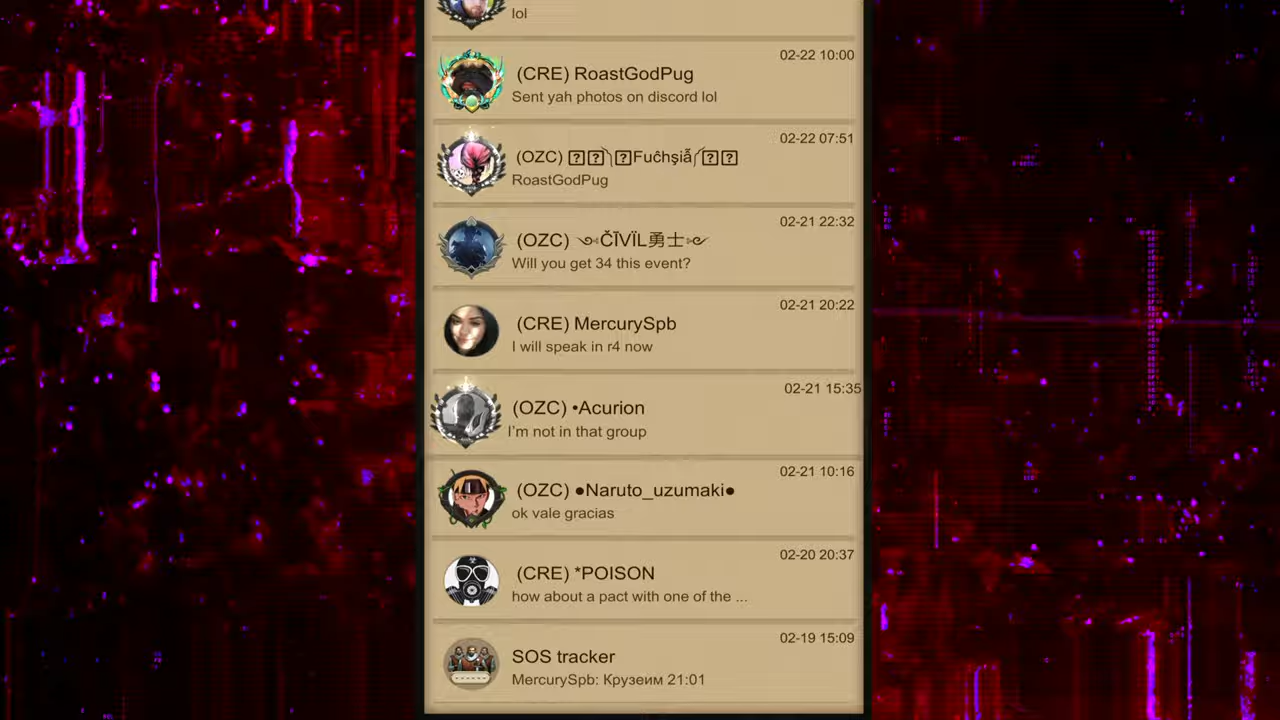 lol
02-22 10:00
(CRE) RoastGodPug
Sent yah photos on discord lol
02-22 07:51
(OZC) Fuĉhşiẫ
RoastGodPug
02-21 22:32
(OZC) ČĪVÏL勇士
Will you get 34 this event?
02-21 20:22
(CRE) MercurySpb
I will speak in r4 now
02-21 15:35
(OZC) •Acurion
I'm not in that group
02-21 10:16
(OZC) ●Naruto_uzumaki●
ok vale gracias
02-20 20:37
(CRE) *POISON
how about a pact with one of the ...
02-19 15:09
SOS tracker
MercurySpb: Крузеим 21:01